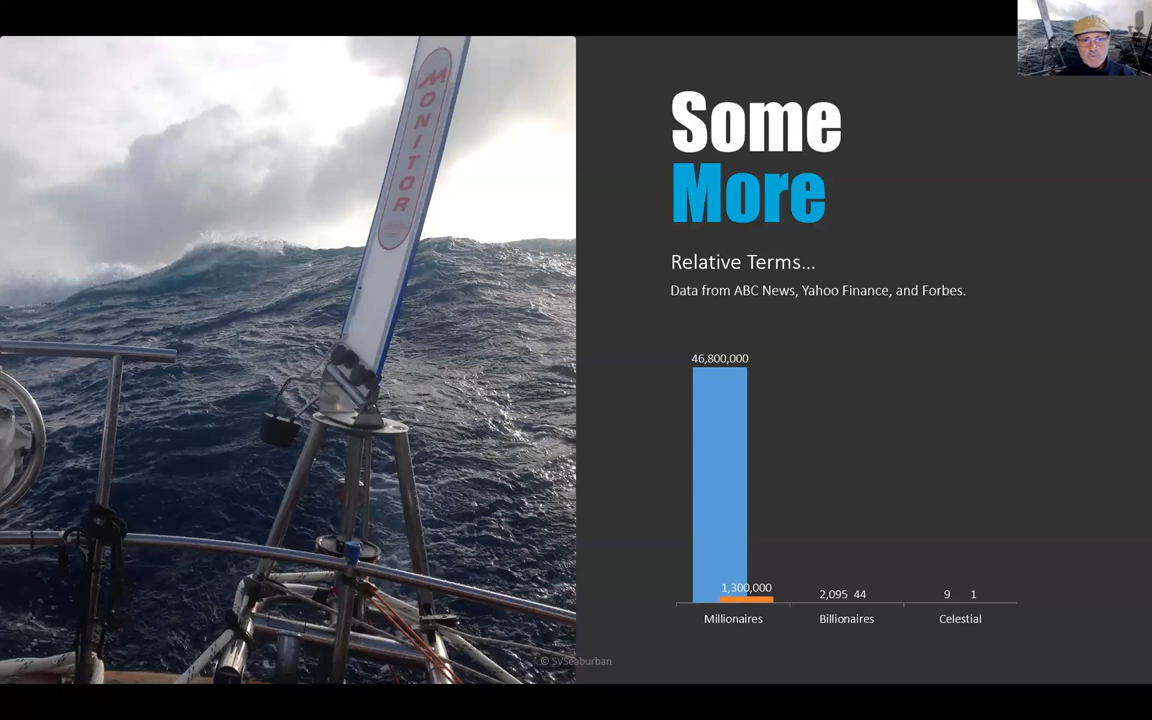 MONITOR
Some
More
Relative Terms...
Data from ABC News, Yahoo Finance, and Forbes.
46,800,000
1,300,000
2,095 44
9 1
Millionaires Billionaires Celestial
© SVSeaburban